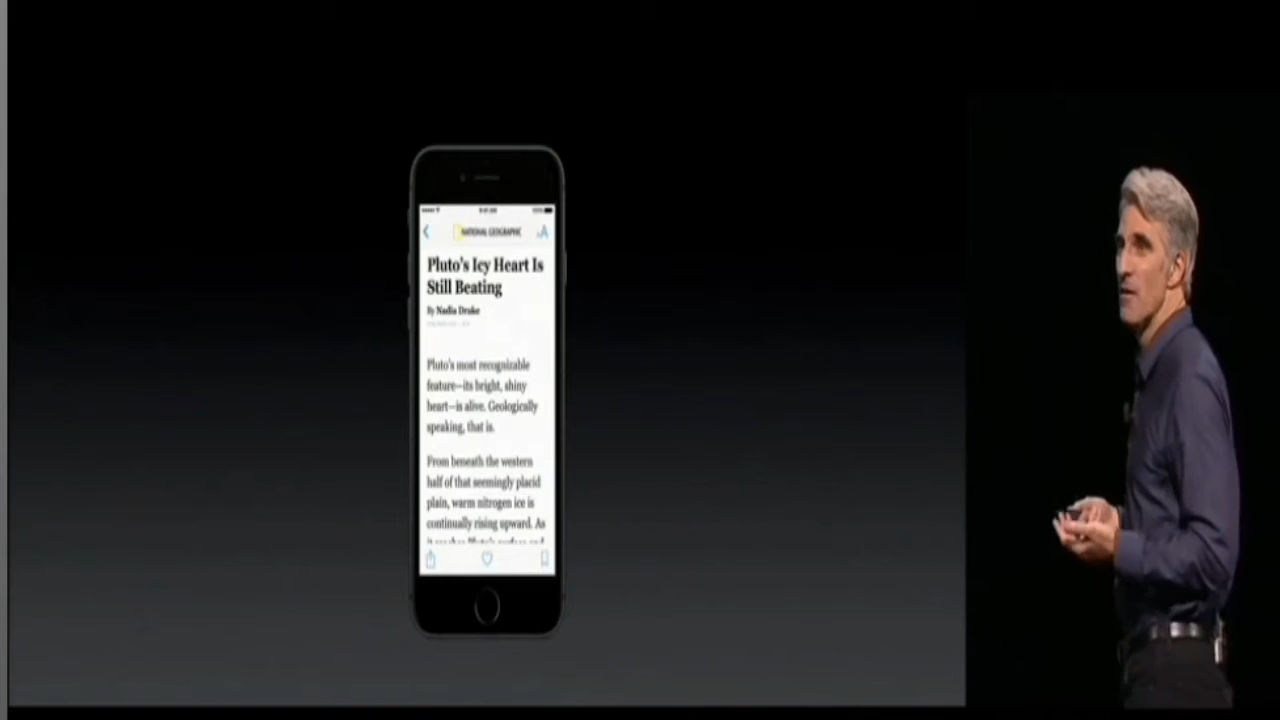 NATIONAL GEOGRAPHIC
Pluto's Icy Heart Is
Still Beating
By Nadia Drake
Pluto's most recognizable
feature—its bright, shiny
heart—is alive. Geologically
speaking, that is.
From beneath the western
half of that seemingly placid
plain, warm nitrogen ice is
continually rising upward. As